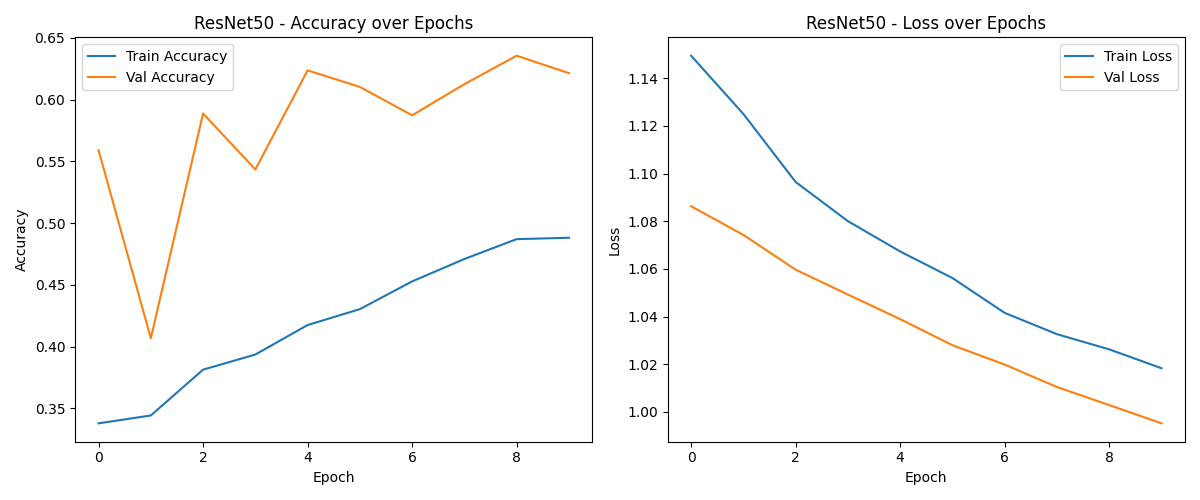 ResNet50 - Accuracy over Epochs
0.65
0.60
0.55
0.50
0.45
0.40
0.35
Accuracy
Train Accuracy
Val Accuracy
0 2 4 6 8
Epoch
ResNet50 - Loss over Epochs
1.14
1.12
1.10
1.08
1.06
1.04
1.02
1.00
Loss
Train Loss
Val Loss
0 2 4 6 8
Epoch